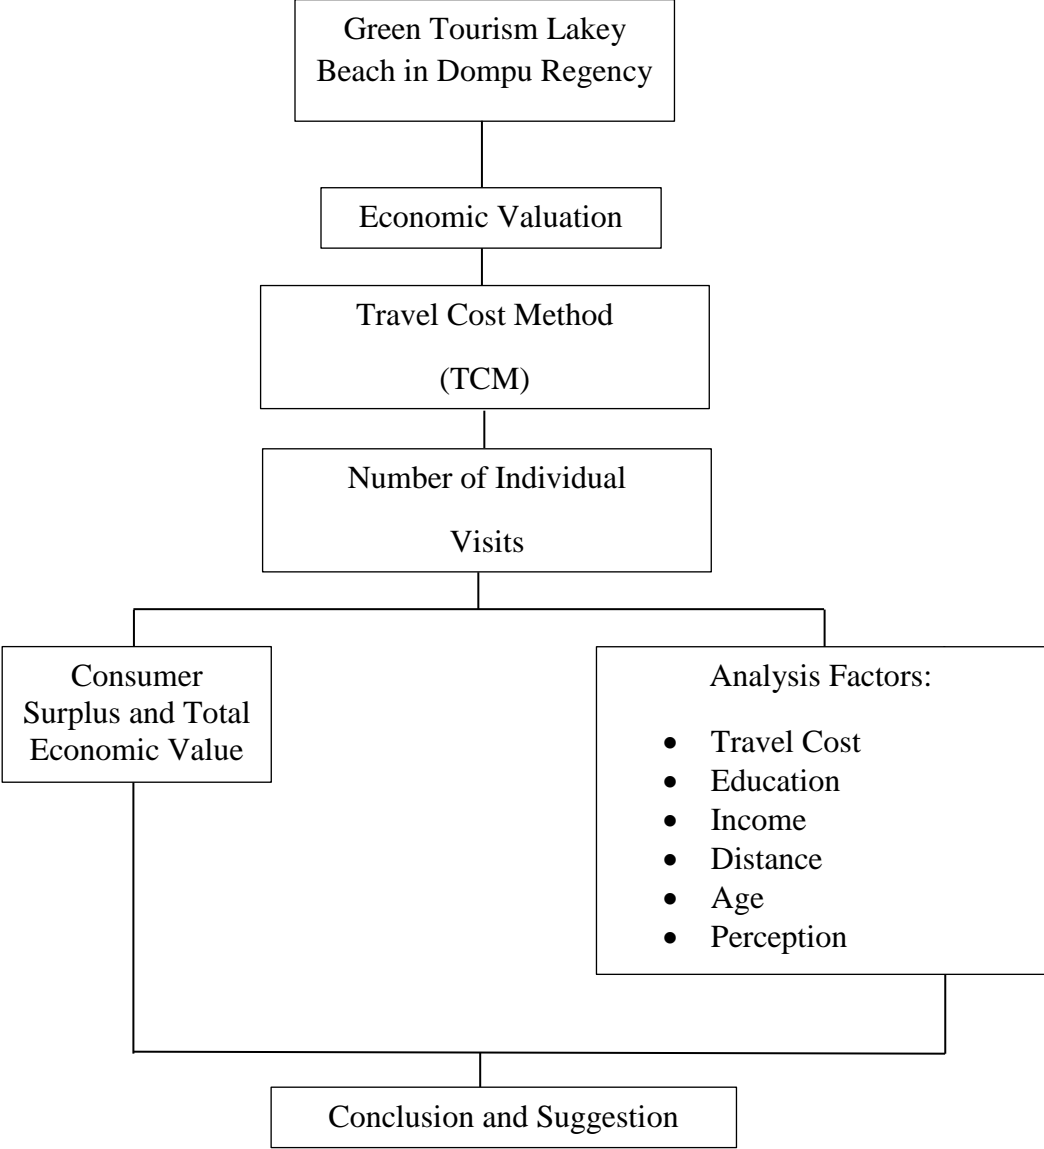 Green Tourism Lakey
Beach in Dompu Regency
Economic Valuation
Travel Cost Method
(TCM)
Number of Individual
Visits
Consumer
Surplus and Total
Economic Value
Analysis Factors:
• Travel Cost
• Education
• Income
• Distance
• Age
• Perception
Conclusion and Suggestion